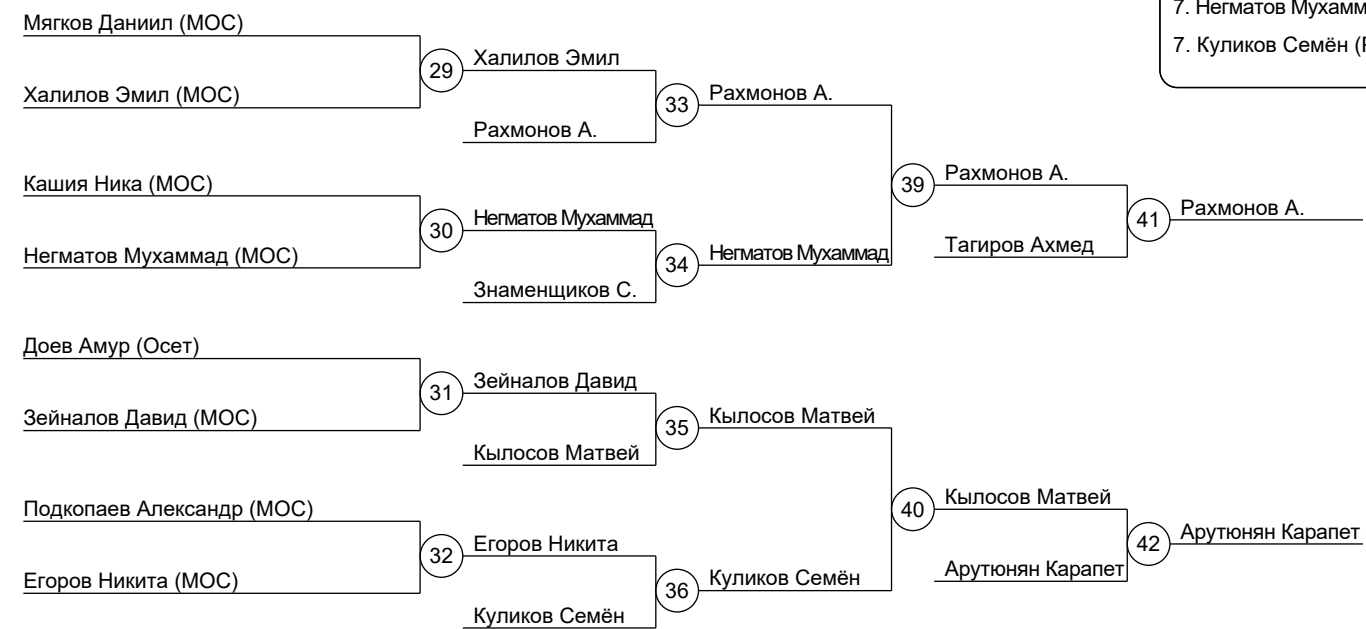 Мягков Даниил (МОС)
7. Негматов
7. Куликов Семён
29
Халилов Эмил
Халилов Эмил (МОС)
33
Рахмонов А.
Рахмонов А.
Кашия Ника (МОС)
39
Рахмонов А.
30
Негматов Мухаммад
41
Рахмонов А.
Негматов Мухаммад (МОС)
34
Негматов Мухаммад
Тагиров Ахмед
Знаменщиков С.
Доев Амур (Осет)
31
Зейналов Давид
Зейналов Давид (МОС)
35
Кылосов Матвей
Кылосов Матвей
Подкопаев Александр (МОС)
40
Кылосов Матвей
32
Егоров Никита
42
Арутюнян Карапет
Егоров Никита (МОС)
36
Куликов Семён
Арутюнян Карапет
Куликов Семён